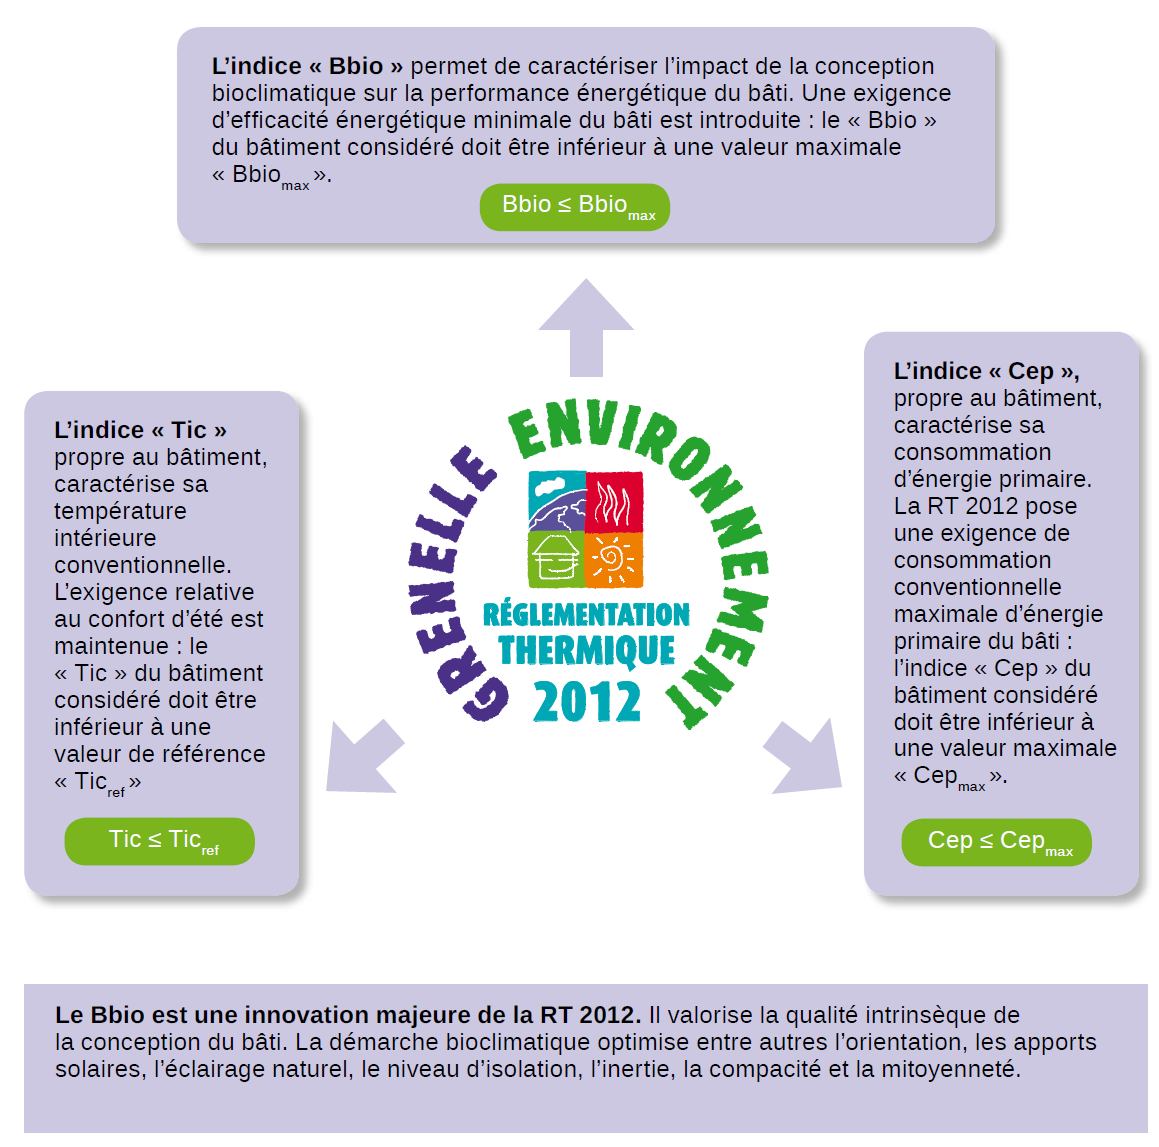 L’indice « Bbio » permet de caractériser l’impact de la conception
bioclimatique sur la performance énergétique du bâti. Une exigence
d’efficacité énergétique minimale du bâti est introduite : le « Bbio »
du bâtiment considéré doit être inférieur à une valeur maximale
« Bbiomax ».
Bbio ≤ Bbiomax
L’indice « Tic »
propre au bâtiment,
caractérise sa
température
intérieure
conventionnelle.
L’exigence relative
au confort d’été est
maintenue : le
« Tic » du bâtiment
considéré doit être
inférieur à une
valeur de référence
« Ticref »
Tic ≤ Ticref
GRENELLE ENVIRONNEMENT
RÉGLEMENTATION
THERMIQUE
2012
L’indice « Cep »,
propre au bâtiment,
caractérise sa
consommation
d’énergie primaire.
La RT 2012 pose
une exigence de
consommation
conventionnelle
maximale d’énergie
primaire du bâti :
l’indice « Cep » du
bâtiment considéré
doit être inférieur à
une valeur maximale
« Cepmax ».
Cep ≤ Cepmax
Le Bbio est une innovation majeure de la RT 2012. Il valorise la qualité intrinsèque de
la conception du bâti. La démarche bioclimatique optimise entre autres l’orientation, les apports
solaires, l’éclairage naturel, le niveau d’isolation, l’inertie, la compacité et la mitoyenneté.